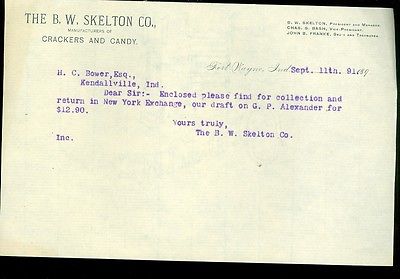 THE B. W. SKELTON CO.,
MANUFACTURERS OF
CRACKERS AND CANDY.
B. W. SKELTON, PRESIDENT AND MANAGER.
CHAS. S. BASH, VICE-PRESIDENT.
JOHN B. FRANKE, SEC'Y AND TREASURER.
Fort Wayne, Ind Sept. 11th. 91 189
H. C. Bower, Esq.,
Kendallville, Ind.
Dear Sir:- Enclosed please find for collection and
return in New York Exchange, our draft on G. P. Alexander for
$12.90.
Yours truly,
The B. W. Skelton Co.
Inc.